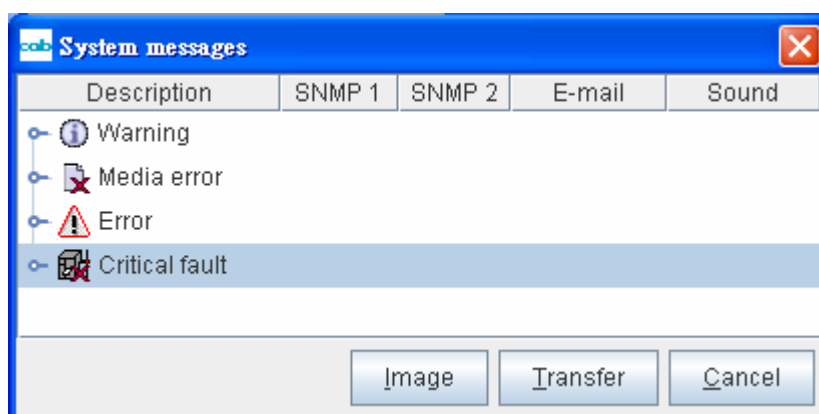 cab System messages
Description SNMP 1 SNMP 2 E-mail Sound
Warning
Media error
Error
Critical fault
Image Transfer Cancel